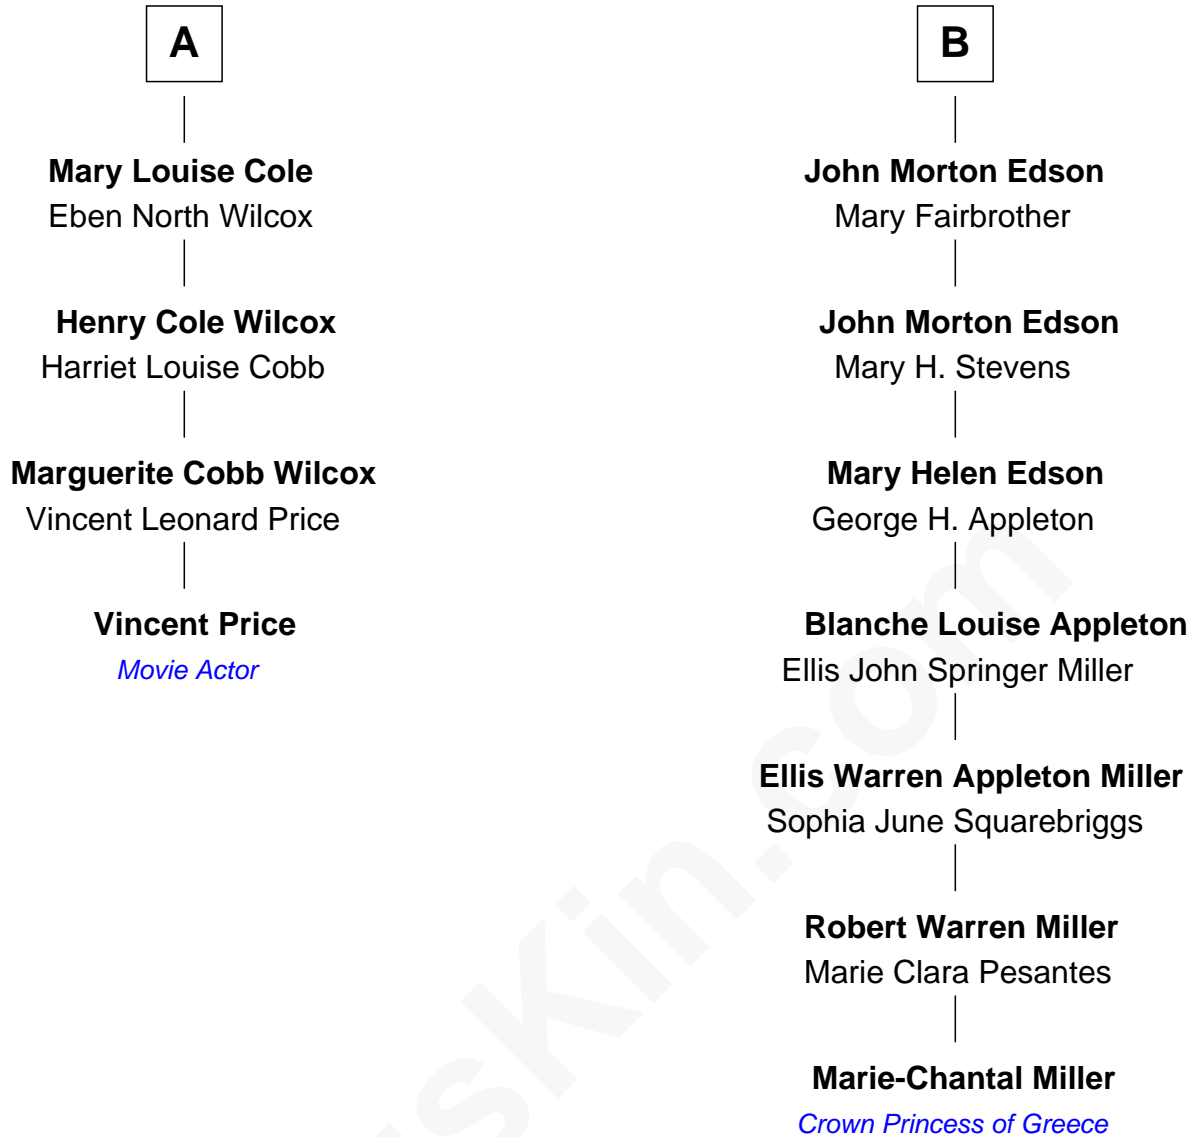 A
Mary Louise Cole
Eben North Wilcox
Henry Cole Wilcox
Harriet Louise Cobb
Marguerite Cobb Wilcox
Vincent Leonard Price
Vincent Price
Movie Actor
B
John Morton Edson
Mary Fairbrother
John Morton Edson
Mary H. Stevens
Mary Helen Edson
George H. Appleton
Blanche Louise Appleton
Ellis John Springer Miller
Ellis Warren Appleton Miller
Sophia June Squarebriggs
Robert Warren Miller
Marie Clara Pesantes
Marie-Chantal Miller
Crown Princess of Greece
sKin.com